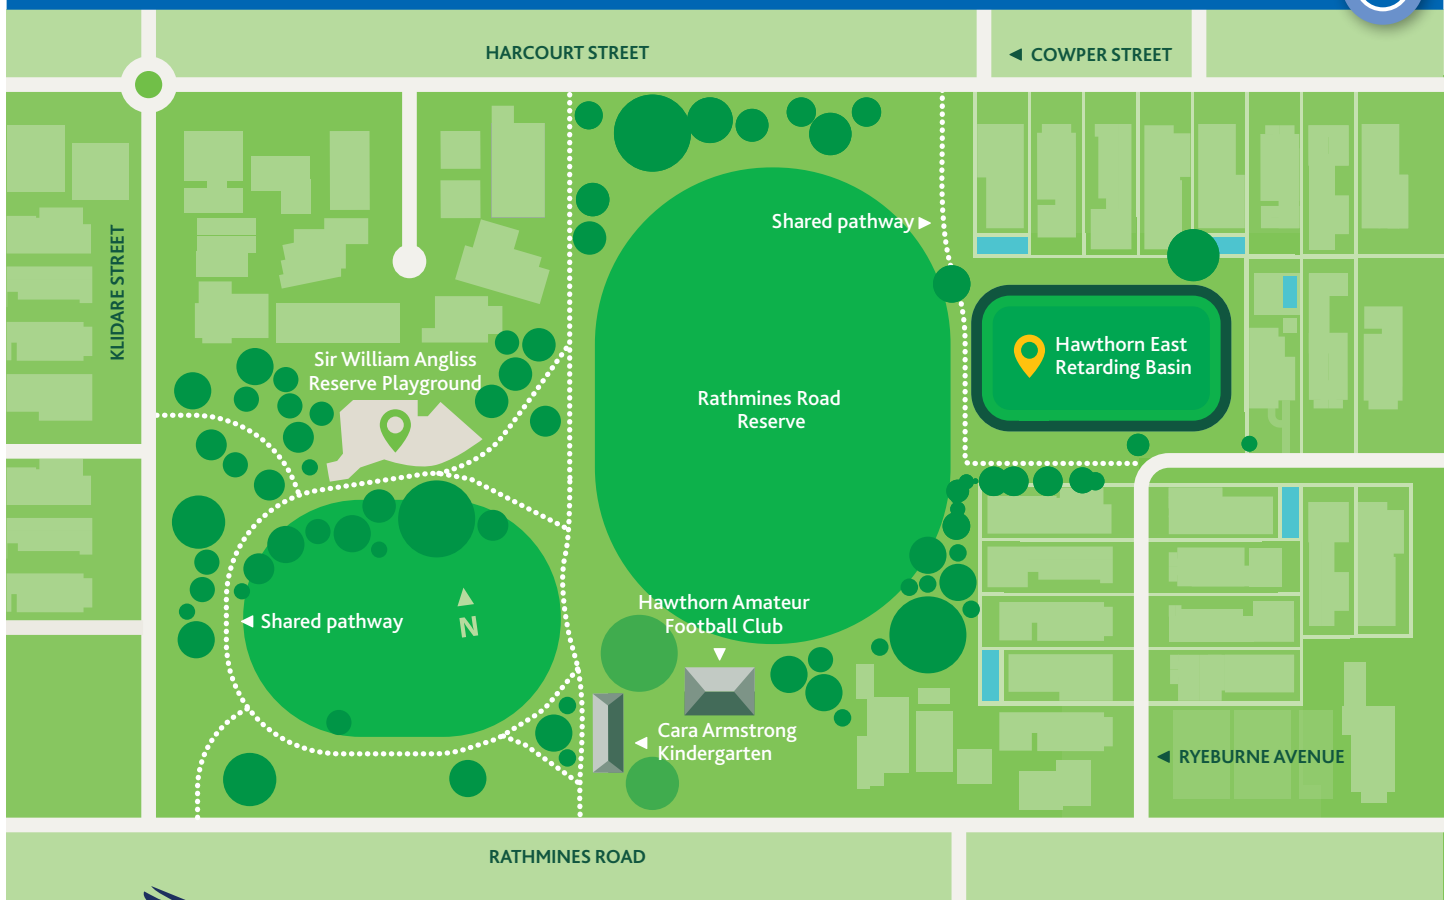 HARCOURT STREET
◄ COWPER STREET
KLIDARE STREET
Shared pathway ►
Sir William Angliss
Reserve Playground
Hawthorn East
Retarding Basin
Rathmines Road
Reserve
◄ Shared pathway
N
Hawthorn Amateur
Football Club
◄ Cara Armstrong
Kindergarten
◄ RYEBURNE AVENUE
RATHMINES ROAD